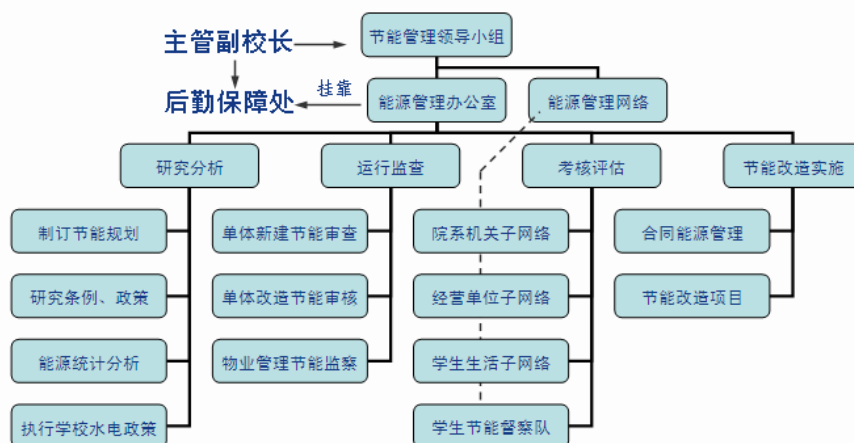 主管副校长
节能管理领导小组
后勤保障处
挂靠
能源管理办公室
能源管理网络
研究分析
运行监查
考核评估
节能改造实施
制订节能规划
单体新建节能审查
院系机关子网络
合同能源管理
研究条例、政策
单体改造节能审核
经营单位子网络
节能改造项目
能源统计分析
物业管理节能监察
学生生活子网络
执行学校水电政策
学生节能督察队